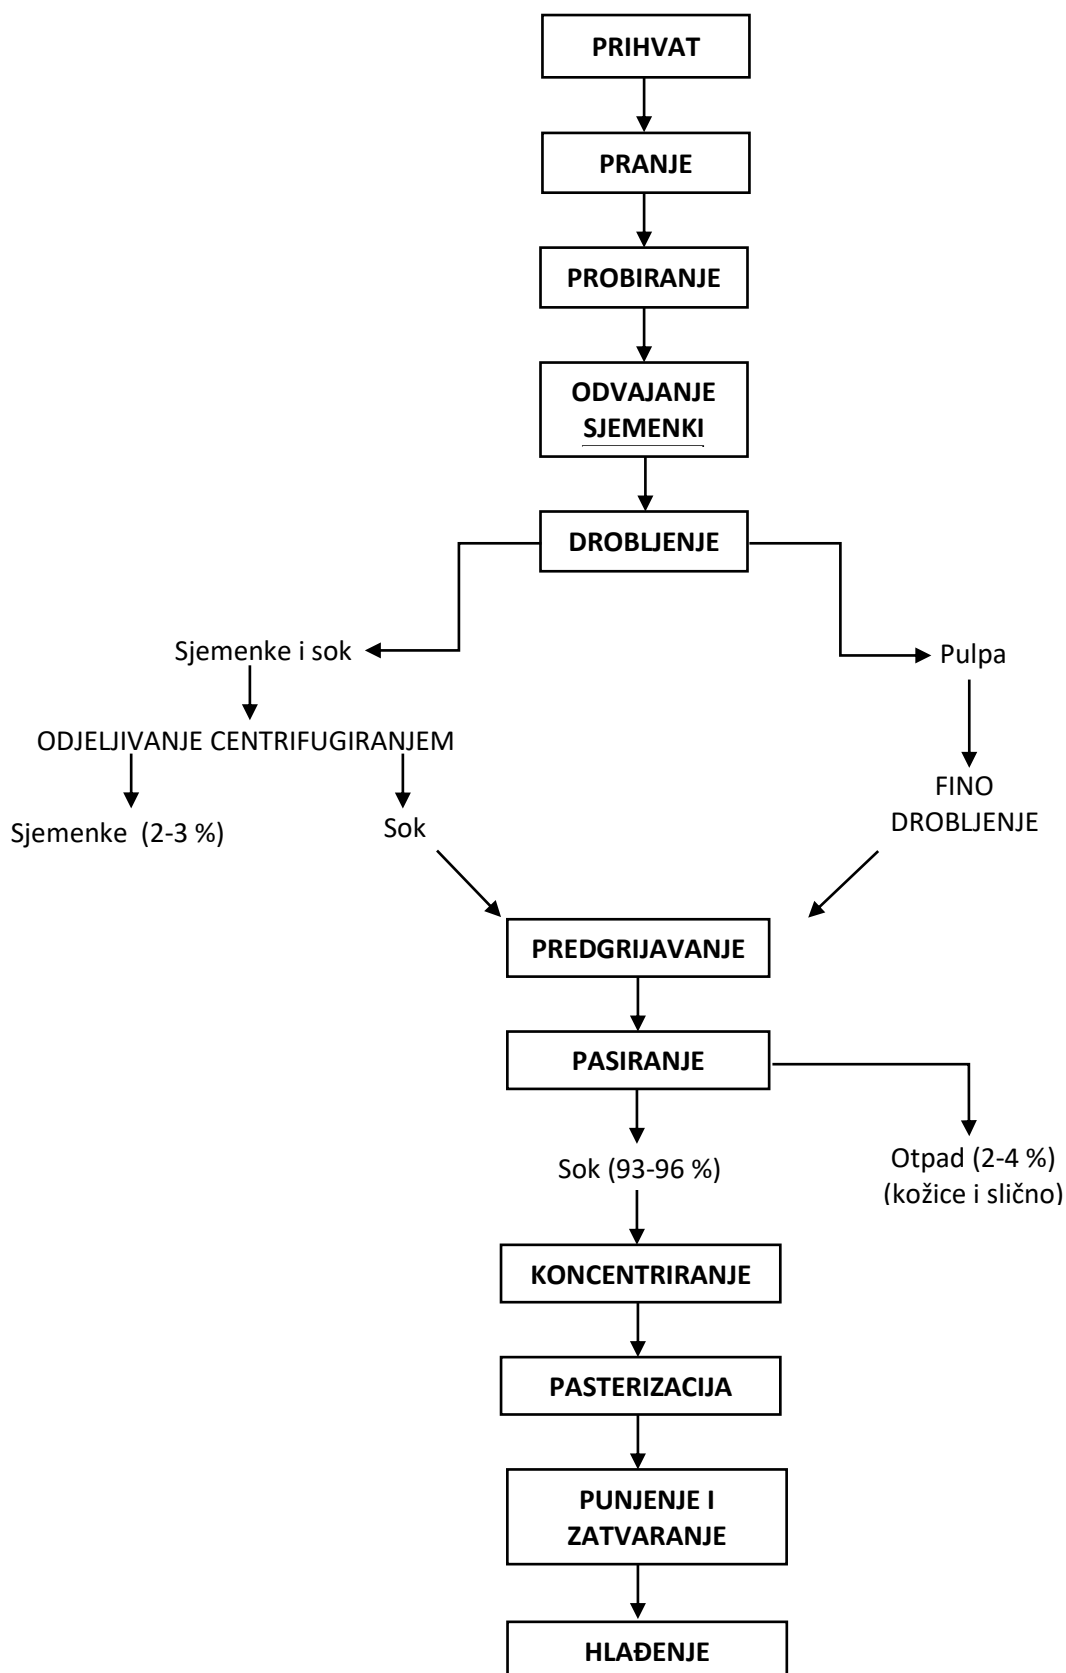 PRIHVAT
PRANJE
PROBIRANJE
ODVAJANJE
SJEMENKI
DROBLJENJE
Sjemenke i sok
Pulpa
ODJELJIVANJE CENTRIFUGIRANJEM
FINO
DROBLJENJE
Sjemenke (2-3 %)
Sok
PREDGRIJAVANJE
PASIRANJE
Sok (93-96 %)
Otpad (2-4 %)
(kožice i slično)
KONCENTRIRANJE
PASTERIZACIJA
PUNJENJE I
ZATVARANJE
HLAĐENJE